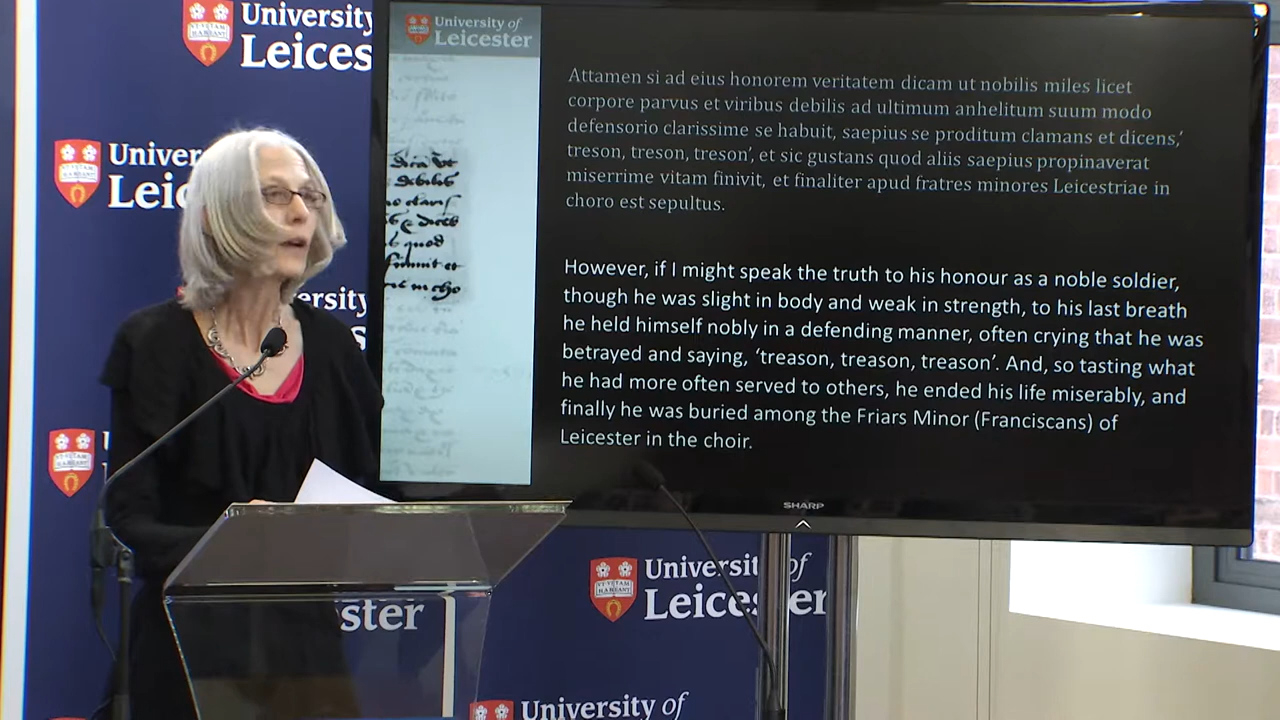 University
Leices
University of
Leicester
Univer
Leic
ersity
Attamen si ad eius honorem veritatem dicam ut nobilis miles licet
corpore parvus et viribus debilis ad ultimum anhelitum suum modo
defensorio clarissime se habuit, saepius se proditum clamans et dicens,‘
treson, treson, treson’, et sic gustans quod aliis saepius propinaverat
miserrime vitam finivit, et finaliter apud fratres minores Leicestriae in
choro est sepultus.
However, if I might speak the truth to his honour as a noble soldier,
though he was slight in body and weak in strength, to his last breath
he held himself nobly in a defending manner, often crying that he was
betrayed and saying, ‘treason, treason, treason’. And, so tasting what
he had more often served to others, he ended his life miserably, and
finally he was buried among the Friars Minor (Franciscans) of
Leicester in the choir.
SHARP
University of
Leicester
ster
University of